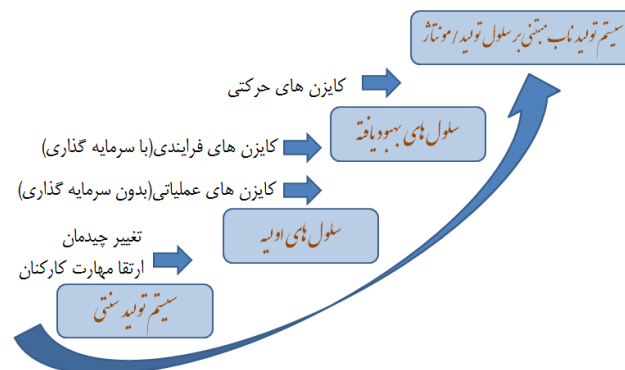 سیستم تولید ناب مبتنی بر سلول تولید / مونتاژ
کایزن های حرکتی
سلول های بهبود یافته
کایزن های فرایندی(با سرمایه گذاری)
کایزن های عملیاتی(بدون سرمایه گذاری)
سلول های اولیه
تغییر چیدمان
ارتقا مهارت کارکنان
سیستم تولید سنتی